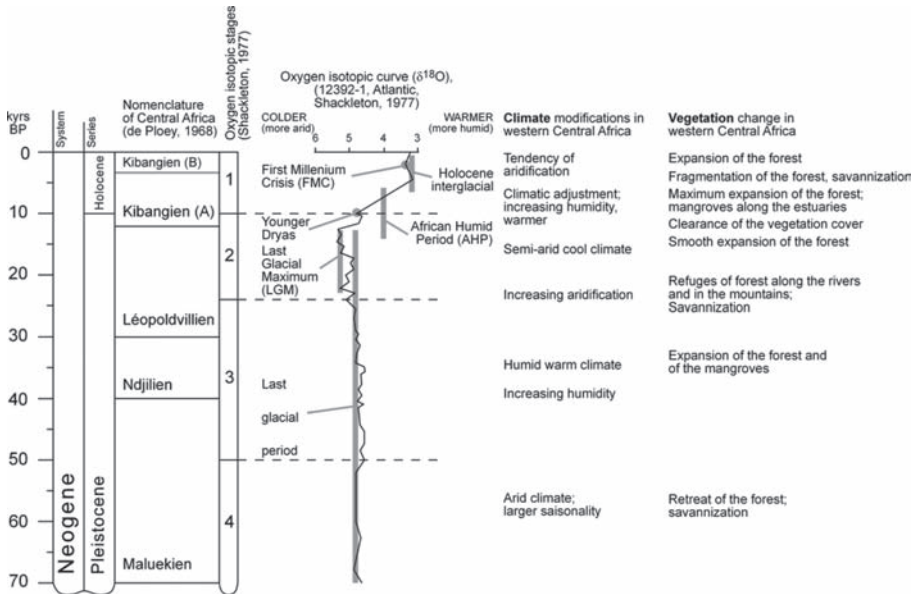 kyrs
BP
System
Series
Nomenclature
of Central Africa
(de Ploey, 1968)
Oxygen isotopic stages
(Shackleton, 1977)
Oxygen isotopic curve (δ18O),
(12392-1, Atlantic,
Shackleton, 1977)
COLDER
(more arid)
WARMER
(more humid)
6 5 4 3
Climate modifications in
western Central Africa
Vegetation change in
western Central Africa
0
10
20
30
40
50
60
70
Neogene
Holocene
Pleistocene
Kibangien (B)
Kibangien (A)
Léopoldvillien
Ndjilien
Maluekien
1
2
3
4
First Millenium
Crisis (FMC)
Holocene
interglacial
Younger
Dryas
African Humid
Period (AHP)
Last
Glacial
Maximum
(LGM)
Last
glacial
period
Tendency of
aridification
Climatic adjustment;
increasing humidity,
warmer
Semi-arid cool climate
Increasing aridification
Humid warm climate
Increasing humidity
Arid climate;
larger saisonality
Expansion of the forest
Fragmentation of the forest, savannization
Maximum expansion of the forest;
mangroves along the estuaries
Clearance of the vegetation cover
Smooth expansion of the forest
Refuges of forest along the rivers
and in the mountains;
Savannization
Expansion of the forest and
of the mangroves
Retreat of the forest;
savannization